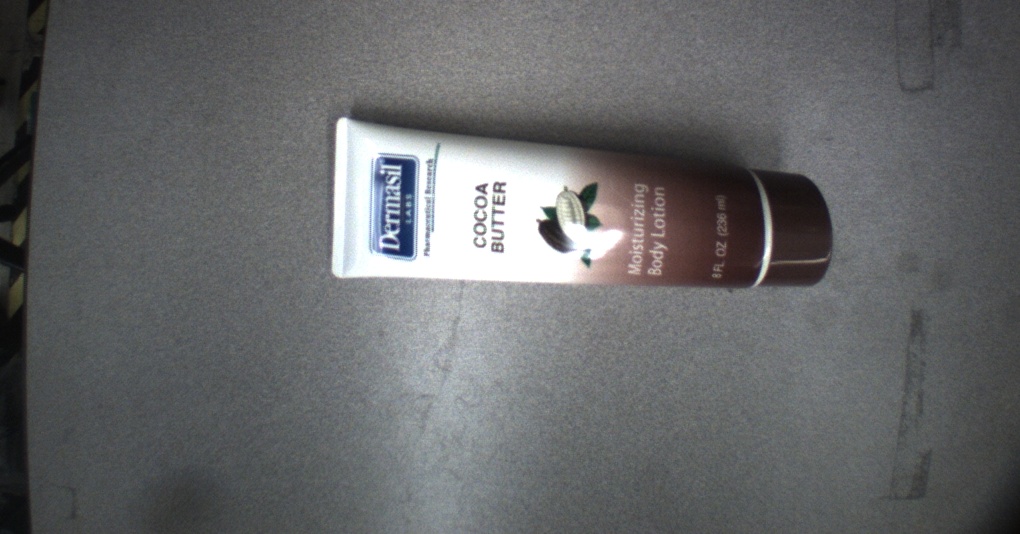 Dermasil
LABS
Pharmaceutical Research
COCOA
BUTTER
Moisturizing
Body Lotion
8 FL OZ (236 ml)